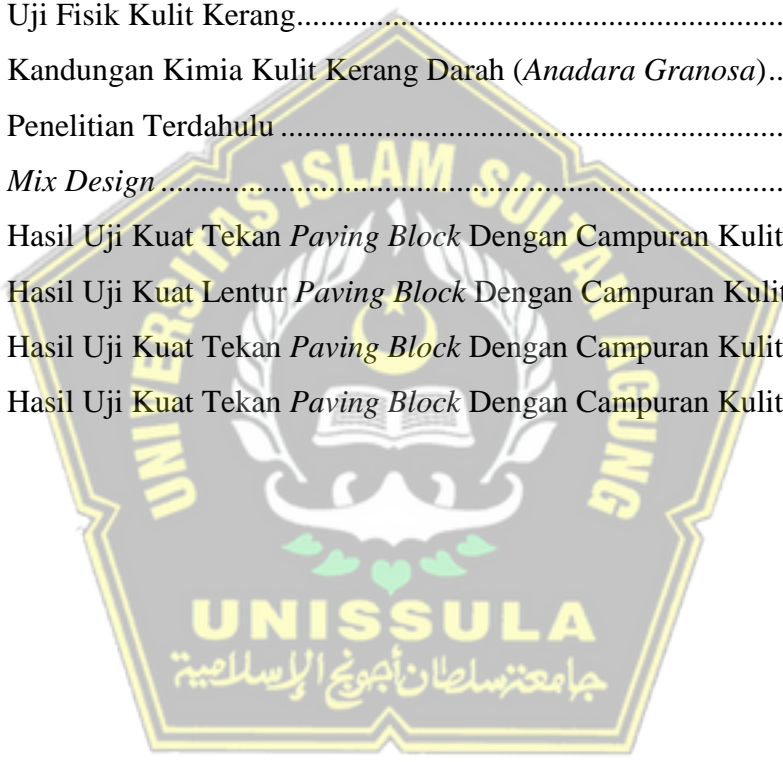 Uji Fisik Kulit Kerang..........................................................
Kandungan Kimia Kulit Kerang Darah (Anadara Granosa)..
Penelitian Terdahulu..............................................................
Mix Design..............................................................................
Hasil Uji Kuat Tekan Paving Block Dengan Campuran Kulit
Hasil Uji Kuat Lentur Paving Block Dengan Campuran Kulit
Hasil Uji Kuat Tekan Paving Block Dengan Campuran Kulit
Hasil Uji Kuat Tekan Paving Block Dengan Campuran Kulit
UNIVERSITAS ISLAM SULTAN AGUNG
UNISSULA
جامعتنسلطان أجونج الإسلامية